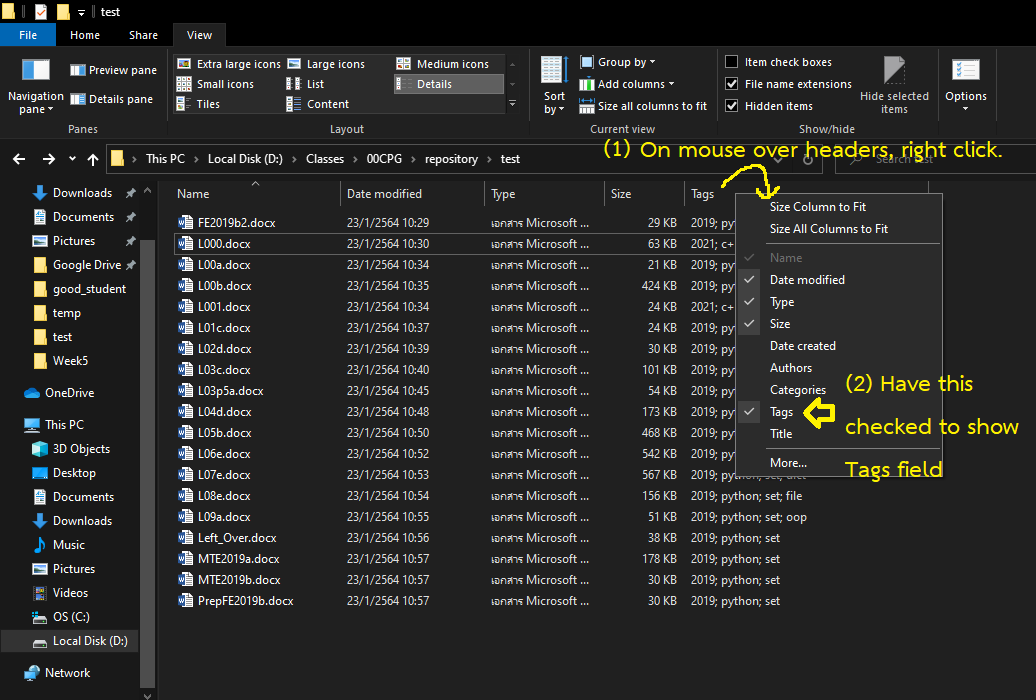 test
File Home Share View
Navigation pane
Preview pane
Details pane
Panes
Extra large icons Large icons Medium icons
Small icons List Details
Tiles Content
Layout
Sort by
Group by
Add columns
Size all columns to fit
Current view
Item check boxes
File name extensions
Hidden items
Hide selected items
Show/hide
Options
(1) On mouse over headers, right click.
This PC > Local Disk (D:) > Classes > 00CPG > repository > test
Search test
Downloads
Documents
Pictures
Google Drive
good_student
temp
test
Week5
OneDrive
This PC
3D Objects
Desktop
Documents
Downloads
Music
Pictures
Videos
OS (C:)
Local Disk (D:)
Network
Name Date modified Type Size Tags
FE2019b2.docx 23/1/2564 10:29 เอกสาร Microsoft ... 29 KB 2019; py
L000.docx 23/1/2564 10:30 เอกสาร Microsoft ... 63 KB 2021; c+
L00a.docx 23/1/2564 10:34 เอกสาร Microsoft ... 21 KB 2019; py
L00b.docx 23/1/2564 10:35 เอกสาร Microsoft ... 424 KB 2019; py
L001.docx 23/1/2564 10:34 เอกสาร Microsoft ... 24 KB 2021; c+
L01c.docx 23/1/2564 10:37 เอกสาร Microsoft ... 24 KB 2019; py
L02d.docx 23/1/2564 10:39 เอกสาร Microsoft ... 30 KB 2019; py
L03c.docx 23/1/2564 10:40 เอกสาร Microsoft ... 101 KB 2019; py
L03p5a.docx 23/1/2564 10:45 เอกสาร Microsoft ... 54 KB 2019; py
L04d.docx 23/1/2564 10:48 เอกสาร Microsoft ... 173 KB 2019; py
L05b.docx 23/1/2564 10:50 เอกสาร Microsoft ... 468 KB 2019; py
L06e.docx 23/1/2564 10:52 เอกสาร Microsoft ... 542 KB 2019; py
L07e.docx 23/1/2564 10:53 เอกสาร Microsoft ... 567 KB 2019; python; set; dict
L08e.docx 23/1/2564 10:54 เอกสาร Microsoft ... 156 KB 2019; python; set; file
L09a.docx 23/1/2564 10:55 เอกสาร Microsoft ... 51 KB 2019; python; set; oop
Left_Over.docx 23/1/2564 10:56 เอกสาร Microsoft ... 38 KB 2019; python; set
MTE2019a.docx 23/1/2564 10:57 เอกสาร Microsoft ... 178 KB 2019; python; set
MTE2019b.docx 23/1/2564 10:57 เอกสาร Microsoft ... 30 KB 2019; python; set
PrepFE2019b.docx 23/1/2564 10:57 เอกสาร Microsoft ... 30 KB 2019; python; set
Size Column to Fit
Size All Columns to Fit
Name
Date modified
Type
Size
Date created
Authors
Categories
Tags
Title
More...
(2) Have this
checked to show
Tags field